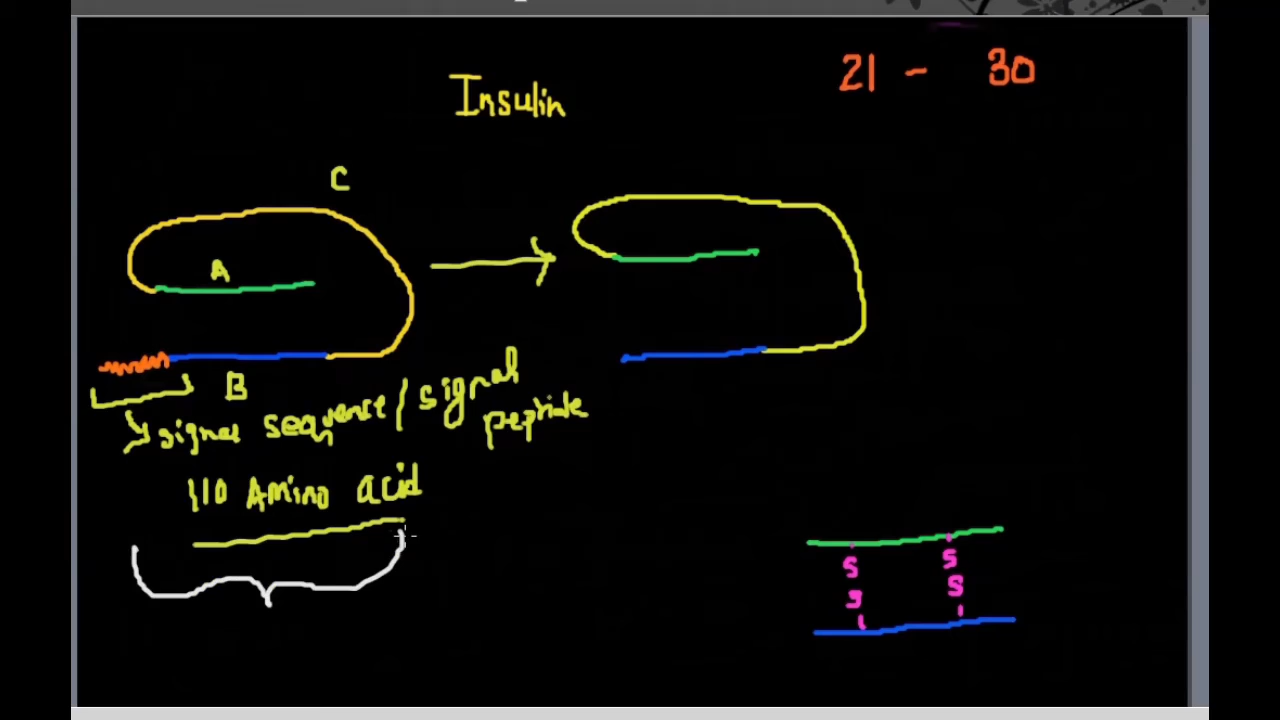 21 - 30
Insulin
C
A
B
signal sequence/signal
peptide
110 Amino acid
S S
S S